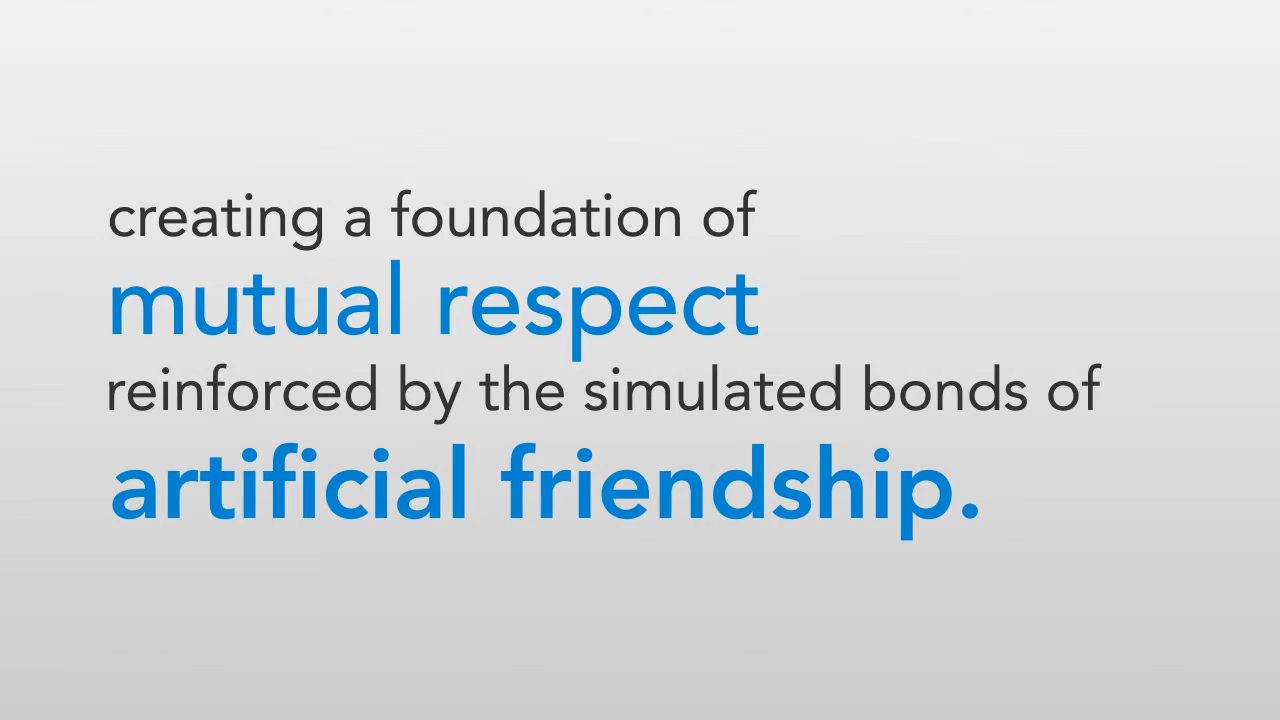 creating a foundation of
mutual respect
reinforced by the simulated bonds of
artificial friendship.